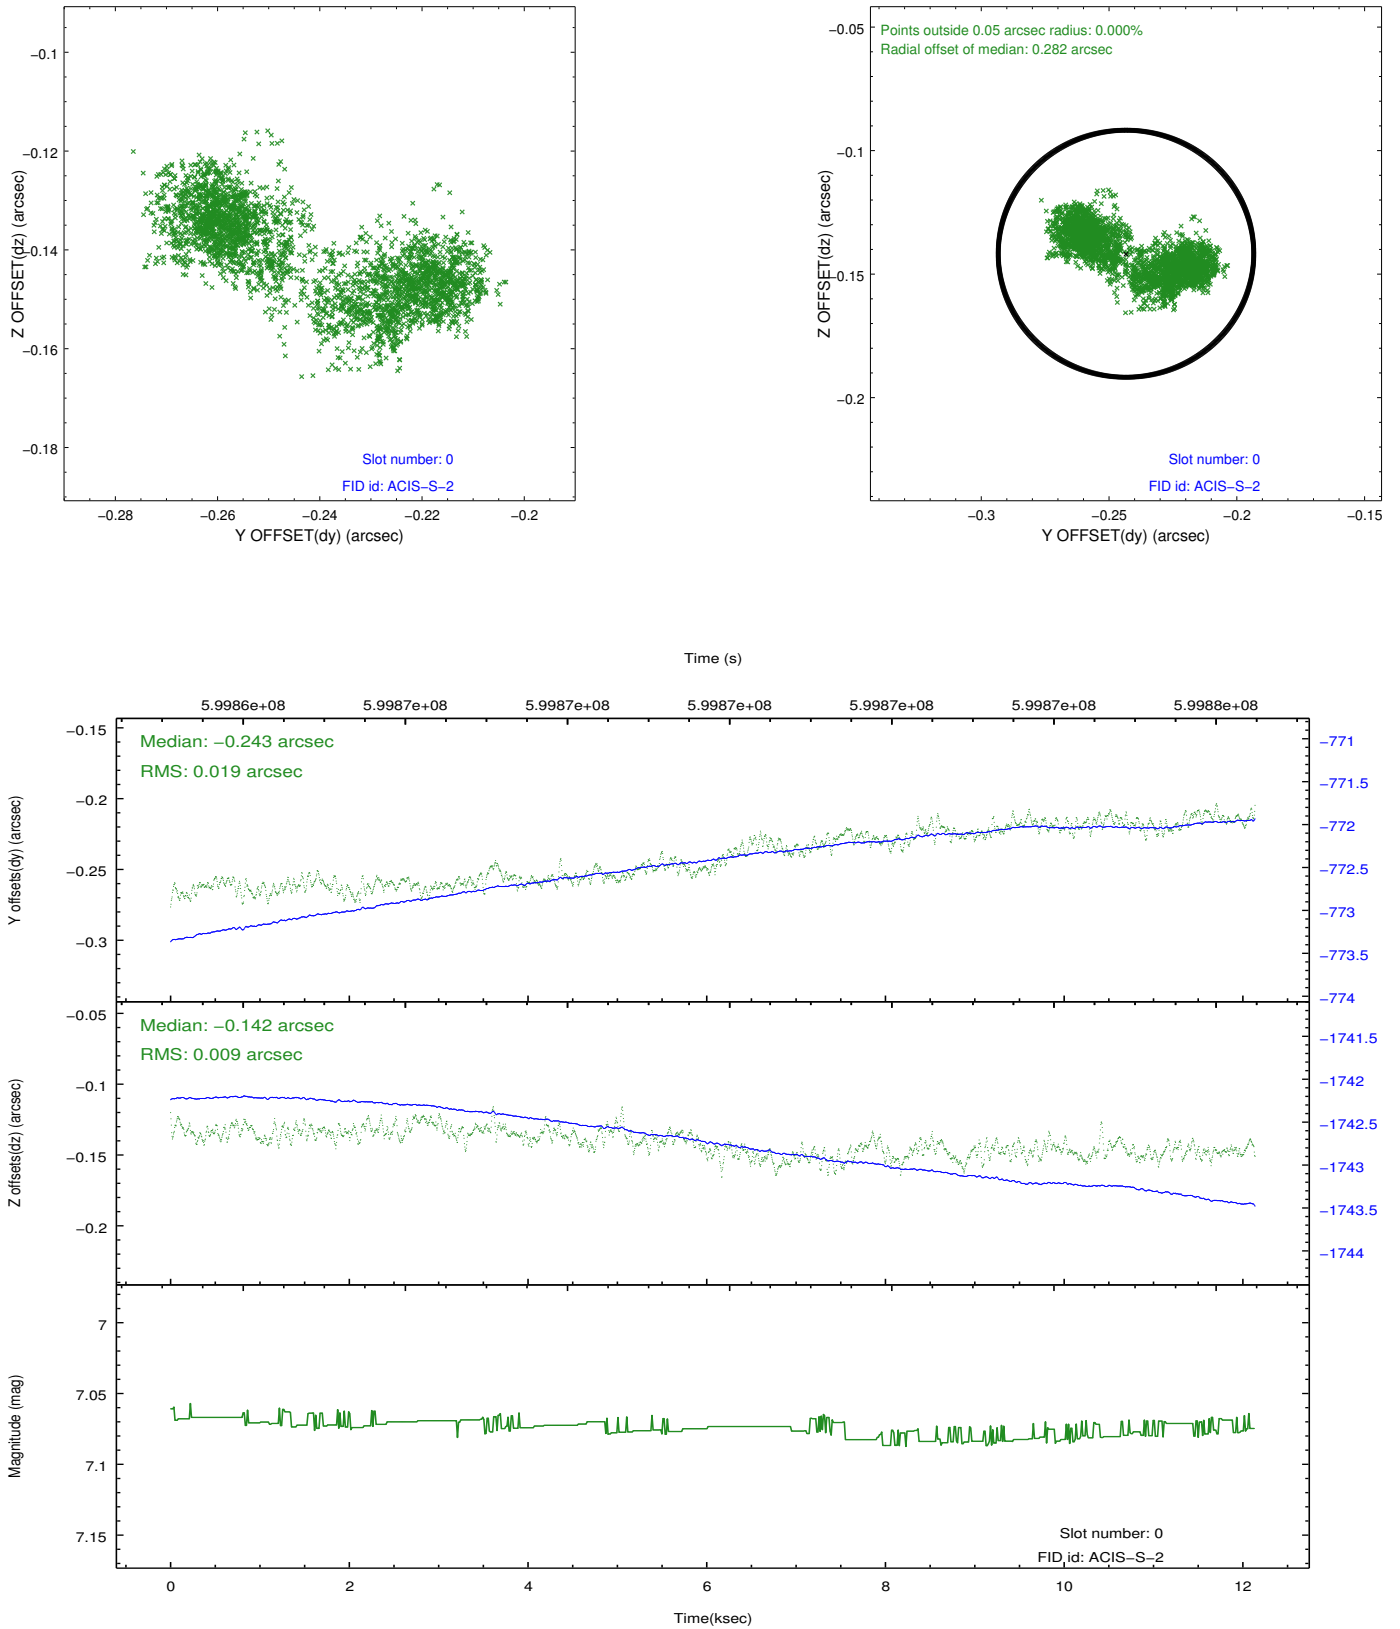 −0.1
−0.12
−0.14
−0.16
−0.18
Z OFFSET(dz) (arcsec)
Slot number: 0
FID id: ACIS−S−2
−0.28
−0.26
−0.24
−0.22
−0.2
Y OFFSET(dy) (arcsec)
Points outside 0.05 arcsec radius: 0.000%
Radial offset of median: 0.282 arcsec
−0.05
−0.1
−0.15
−0.2
Z OFFSET(dz) (arcsec)
Slot number: 0
FID id: ACIS−S−2
−0.3
−0.25
−0.2
−0.15
Y OFFSET(dy) (arcsec)
Time (s)
5.9986e+08
5.9987e+08
5.9987e+08
5.9987e+08
5.9987e+08
5.9987e+08
5.9988e+08
Median: −0.243 arcsec
RMS: 0.019 arcsec
−0.15
−0.2
−0.25
−0.3
Y offsets(dy) (arcsec)
−771
−771.5
−772
−772.5
−773
−773.5
−774
Median: −0.142 arcsec
RMS: 0.009 arcsec
−0.05
−0.1
−0.15
−0.2
Z offsets(dz) (arcsec)
−1741.5
−1742
−1742.5
−1743
−1743.5
−1744
7
7.05
7.1
7.15
Magnitude (mag)
Slot number: 0
FID id: ACIS−S−2
0
2
4
6
8
10
12
Time(ksec)